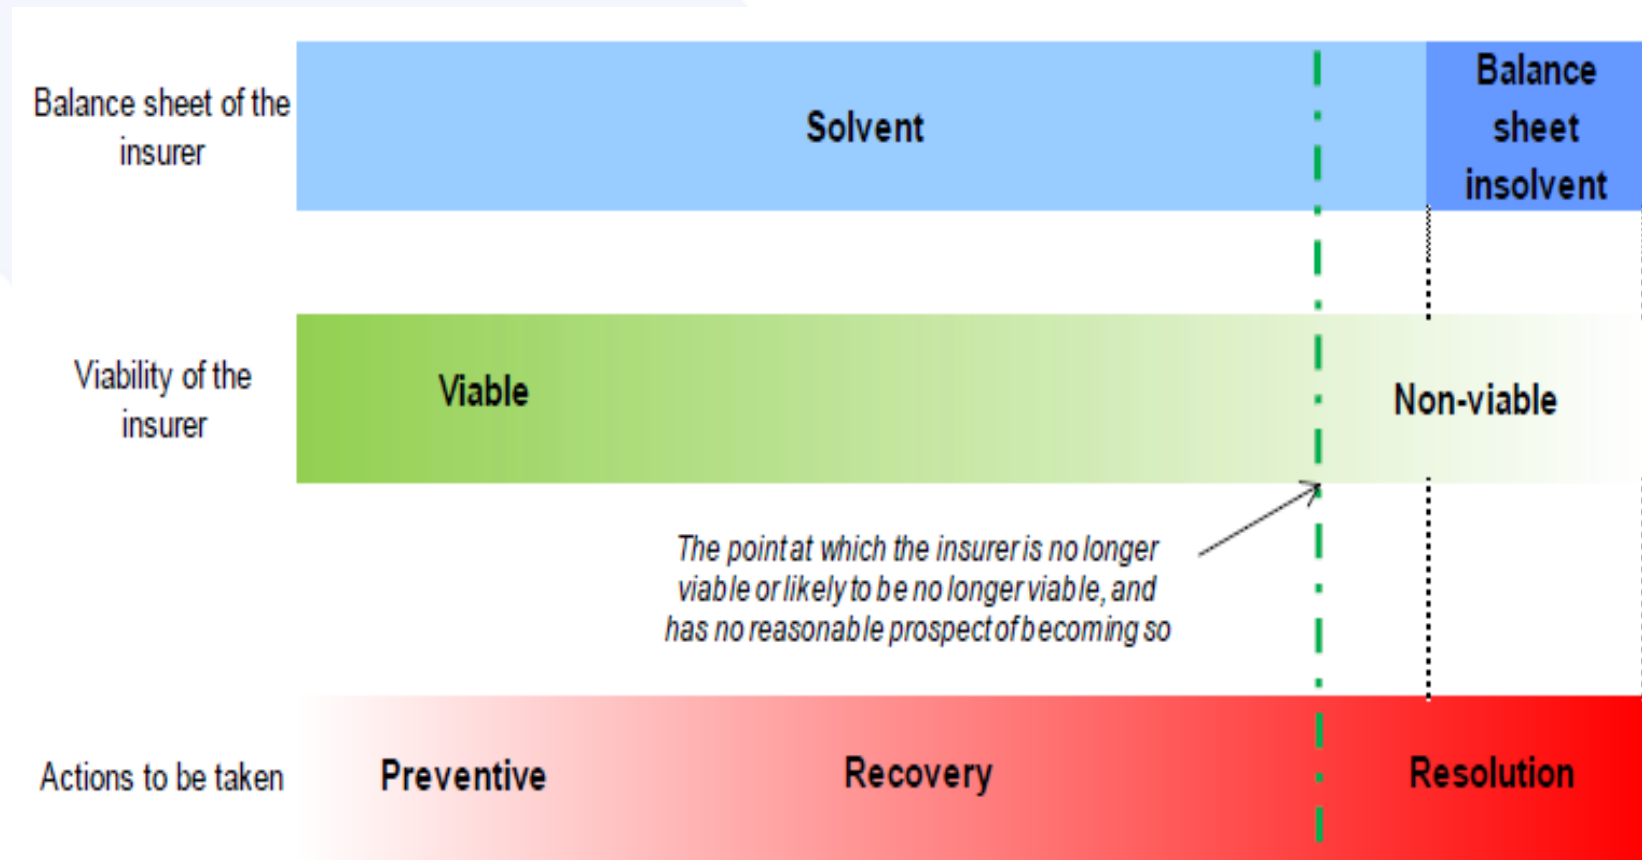 Balance sheet of the
insurer
Solvent
Balance
sheet
insolvent
Viability of the
insurer
Viable
Non-viable
The point at which the insurer is no longer
viable or likely to be no longer viable, and
has no reasonable prospect of becoming so
Actions to be taken
Preventive
Recovery
Resolution